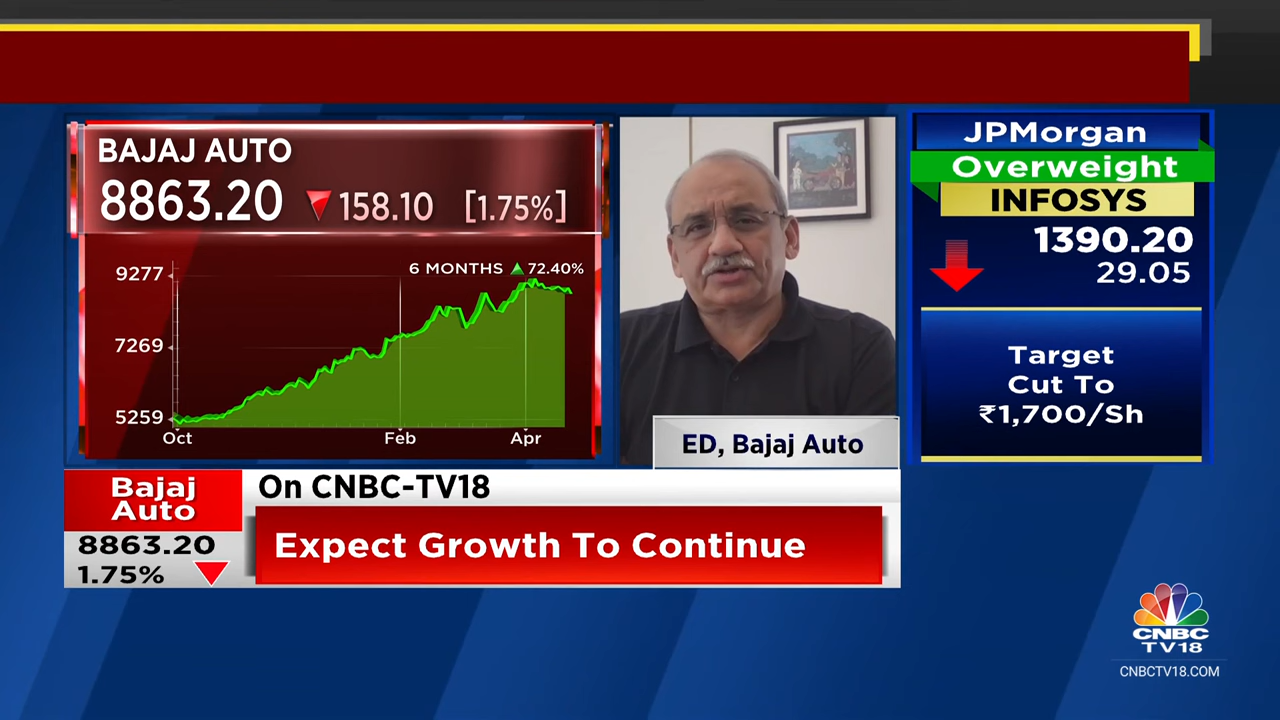 BAJAJ AUTO
8863.20 158.10 [1.75%]
6 MONTHS 72.40%
9277
7269
5259
Oct Feb Apr
ED, Bajaj Auto
JPMorgan
Overweight
INFOSYS
1390.20
29.05
Target
Cut To
₹1,700/Sh
Bajaj
Auto
8863.20
1.75%
On CNBC-TV18
Expect Growth To Continue
CNBC
TV18
CNBCTV18.COM